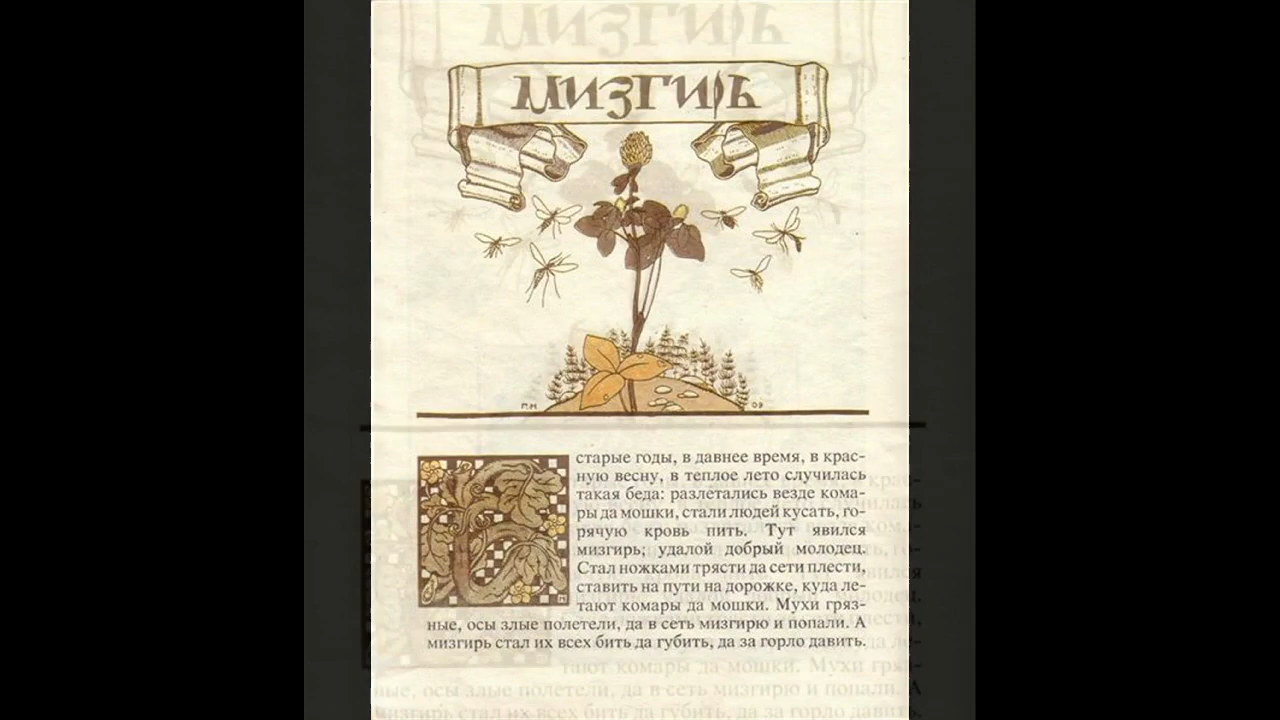 МИЗГИРЬ
П.Н 09
В старые годы, в давнее время, в крас-
ную весну, в теплое лето случилась
такая беда: разлетались везде кома-
ры да мошки, стали людей кусать, го-
рячую кровь пить. Тут явился
мизгирь; удалой добрый молодец.
Стал ножками трясти да сети плести,
ставить на пути на дорожке, куда ле-
тают комары да мошки. Мухи гряз-
ные, осы злые полетели, да в сеть мизгирю и попали. А
мизгирь стал их всех бить да губить, да за горло давить.